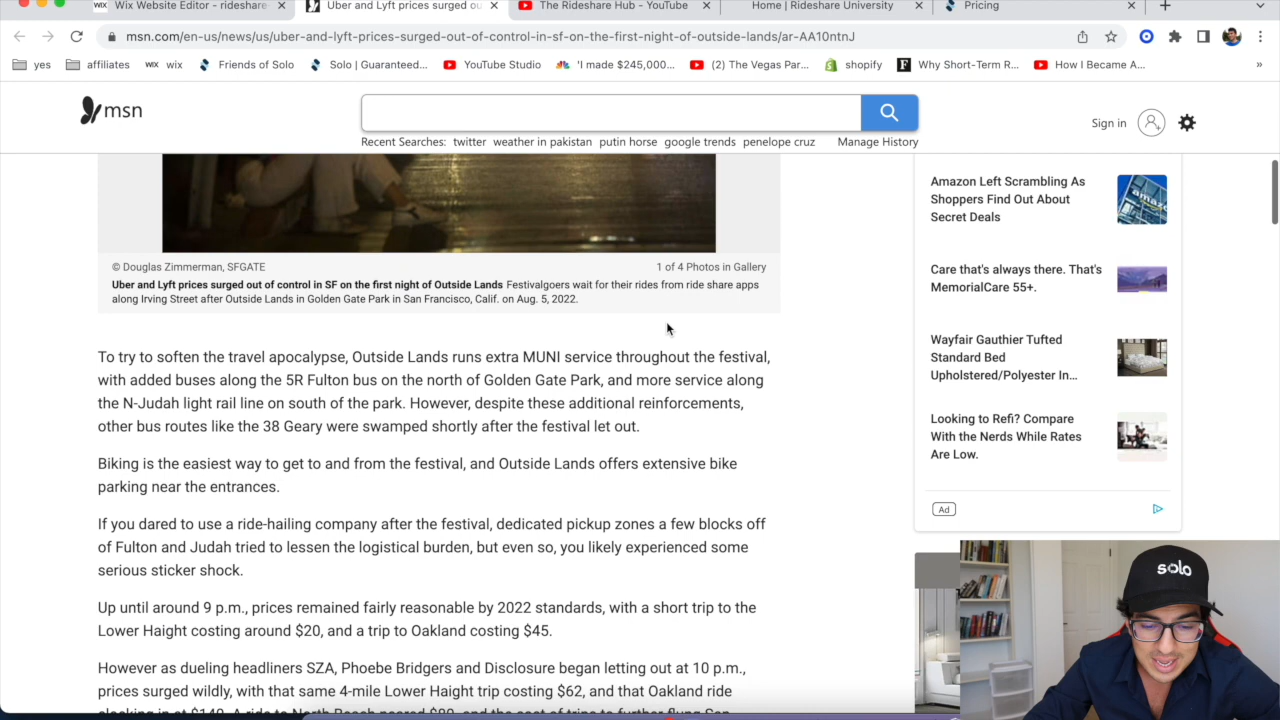 Wix Website Editor - rideshare
Uber and Lyft prices surged ou
The Rideshare Hub - YouTube
Home | Rideshare University
Pricing
msn.com/en-us/news/us/uber-and-lyft-prices-surged-out-of-control-in-sf-on-the-first-night-of-outside-lands/ar-AA10ntnJ
yes affiliates WIX wix Friends of Solo Solo | Guaranteed... YouTube Studio 'I made $245,000... (2) The Vegas Par... shopify Why Short-Term R... How I Became A... »
msn
Sign in
Recent Searches: twitter weather in pakistan putin horse google trends penelope cruz Manage History
© Douglas Zimmerman, SFGATE 1 of 4 Photos in Gallery
Uber and Lyft prices surged out of control in SF on the first night of Outside Lands Festivalgoers wait for their rides from ride share apps
along Irving Street after Outside Lands in Golden Gate Park in San Francisco, Calif. on Aug. 5, 2022.
To try to soften the travel apocalypse, Outside Lands runs extra MUNI service throughout the festival,
with added buses along the 5R Fulton bus on the north of Golden Gate Park, and more service along
the N-Judah light rail line on south of the park. However, despite these additional reinforcements,
other bus routes like the 38 Geary were swamped shortly after the festival let out.
Biking is the easiest way to get to and from the festival, and Outside Lands offers extensive bike
parking near the entrances.
If you dared to use a ride-hailing company after the festival, dedicated pickup zones a few blocks off
of Fulton and Judah tried to lessen the logistical burden, but even so, you likely experienced some
serious sticker shock.
Up until around 9 p.m., prices remained fairly reasonable by 2022 standards, with a short trip to the
Lower Haight costing around $20, and a trip to Oakland costing $45.
However as dueling headliners SZA, Phoebe Bridgers and Disclosure began letting out at 10 p.m.,
prices surged wildly, with that same 4-mile Lower Haight trip costing $62, and that Oakland ride
Amazon Left Scrambling As
Shoppers Find Out About
Secret Deals
Care that's always there. That's
MemorialCare 55+.
Wayfair Gauthier Tufted
Standard Bed
Upholstered/Polyester In...
Looking to Refi? Compare
With the Nerds While Rates
Are Low.
Ad
solo